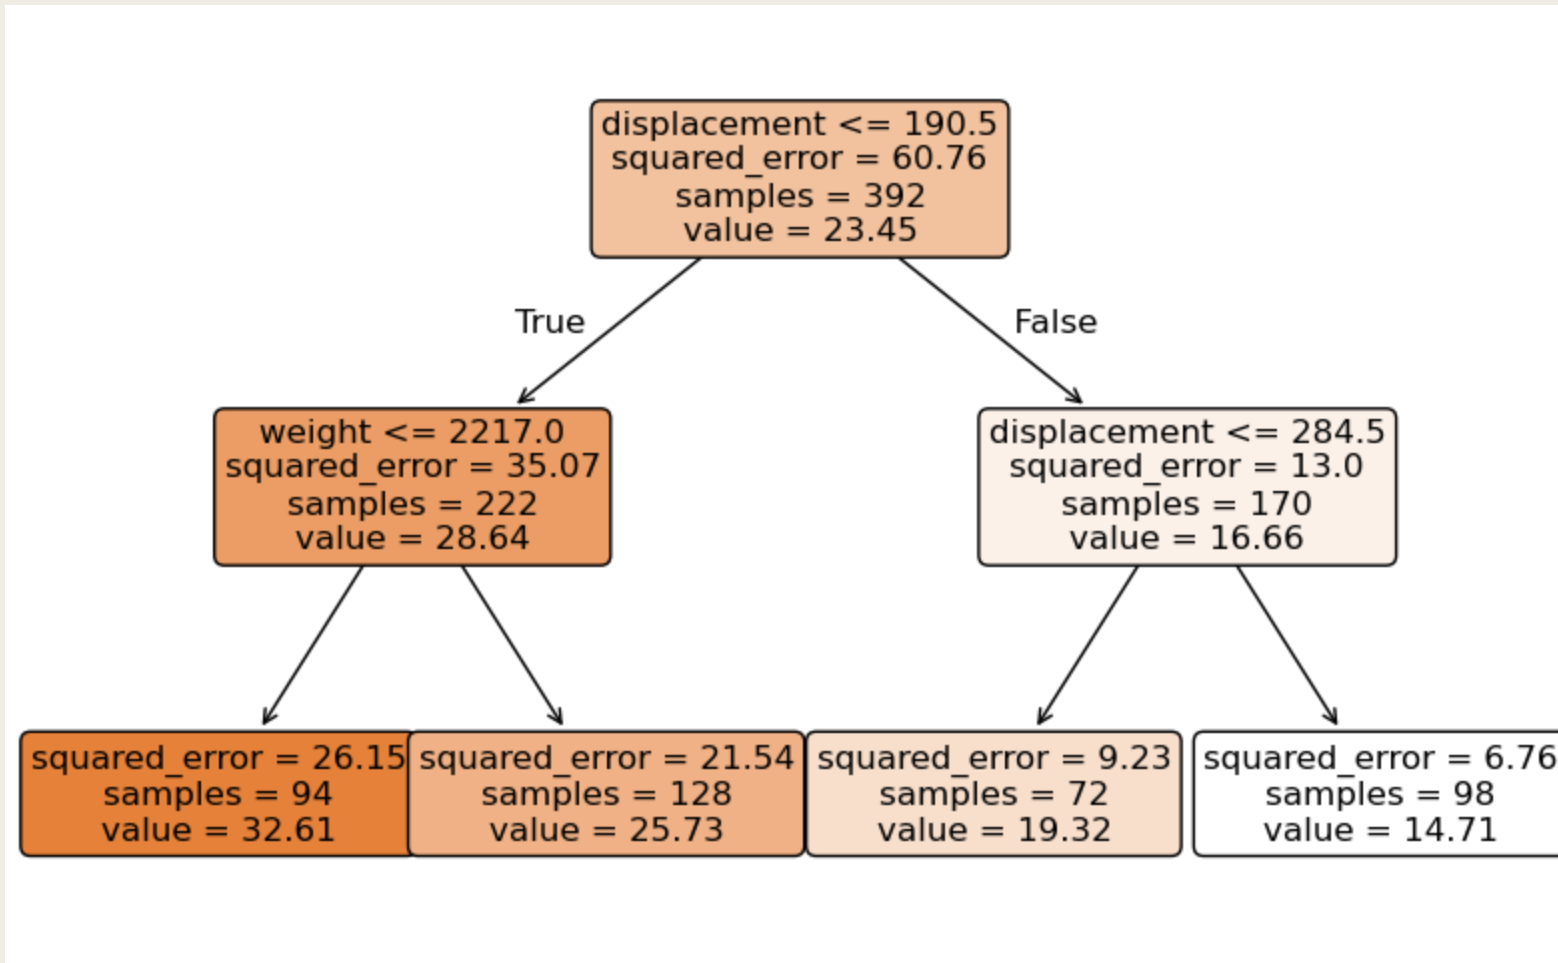 displacement <= 190.5
squared_error = 60.76
samples = 392
value = 23.45
True
False
weight <= 2217.0
squared_error = 35.07
samples = 222
value = 28.64
displacement <= 284.5
squared_error = 13.0
samples = 170
value = 16.66
squared_error = 26.15
samples = 94
value = 32.61
squared_error = 21.54
samples = 128
value = 25.73
squared_error = 9.23
samples = 72
value = 19.32
squared_error = 6.76
samples = 98
value = 14.71